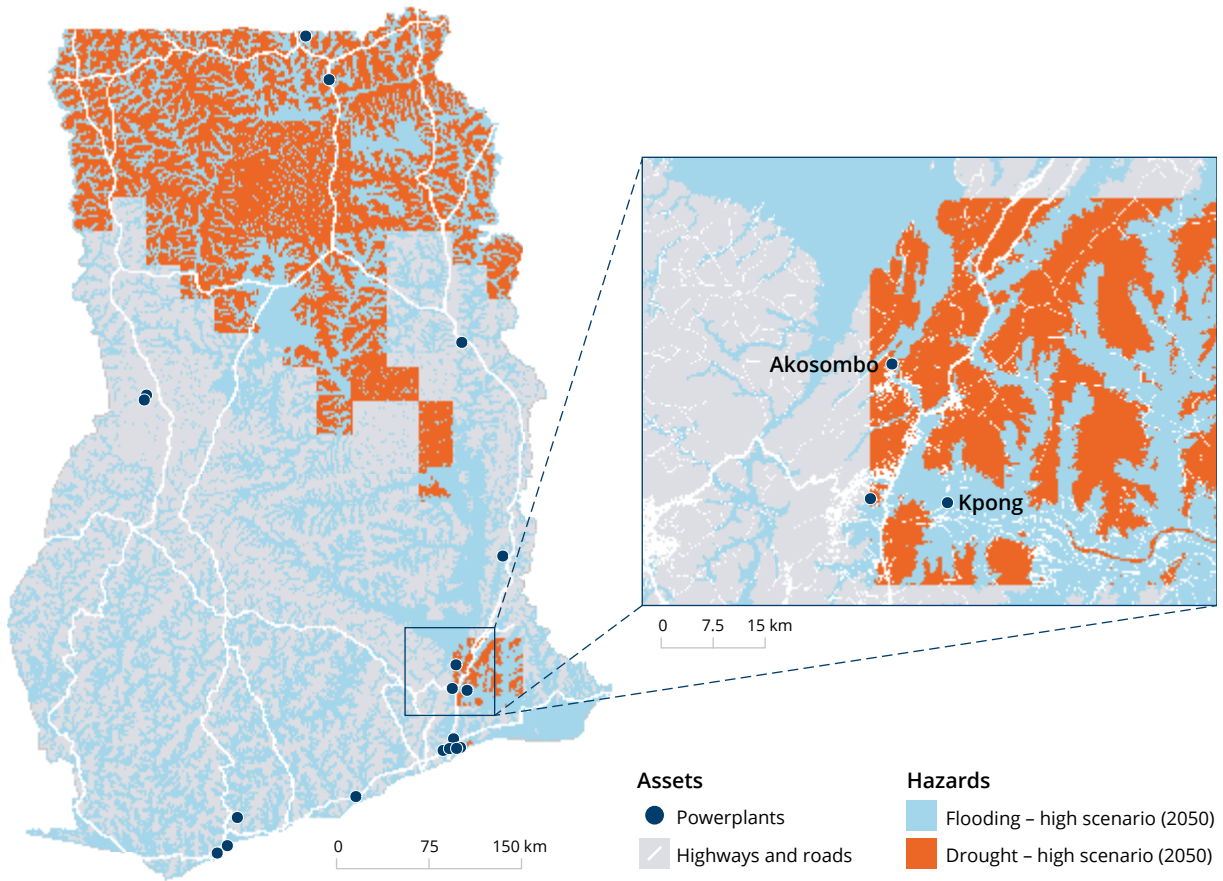 Akosombo
Kpong
0 7.5 15 km
0 75 150 km
Assets
Powerplants
Highways and roads
Hazards
Flooding – high scenario (2050)
Drought – high scenario (2050)